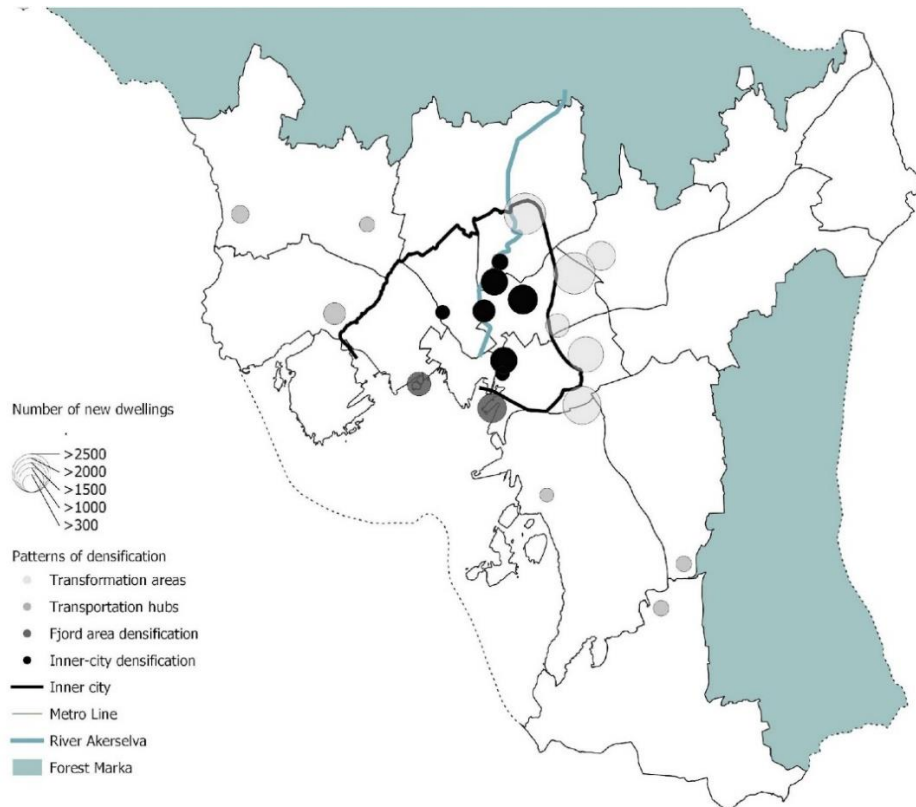 Number of new dwellings
>2500
>2000
>1500
>1000
>300
Patterns of densification
Transformation areas
Transportation hubs
Fjord area densification
Inner-city densification
Inner city
Metro Line
River Akerselva
Forest Marka